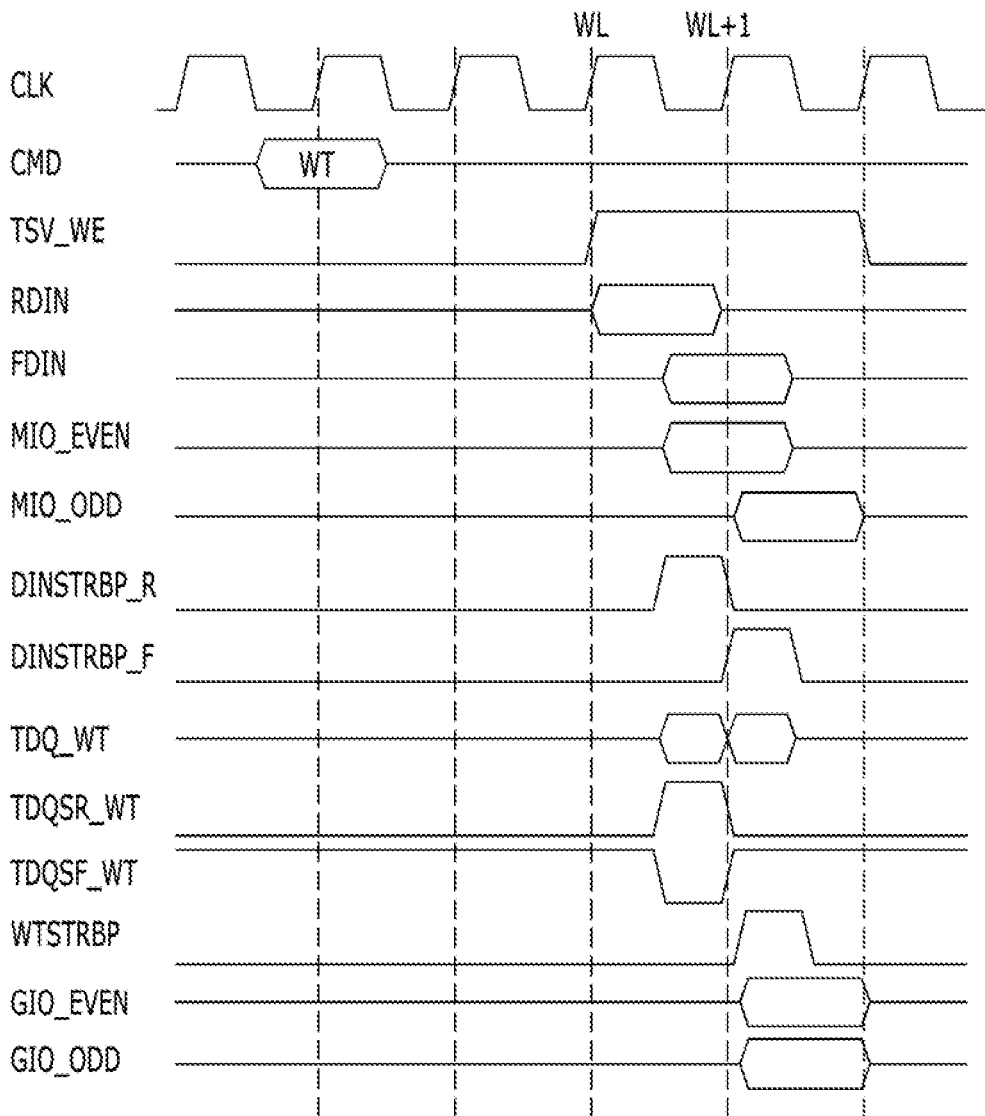 WL WL+1
CLK
CMD WT
TSV_WE
RDIN
FDIN
MIO_EVEN
MIO_ODD
DINSTRBP_R
DINSTRBP_F
TDQ_WT
TDQSR_WT
TDQSF_WT
WTSTRBP
GIO_EVEN
GIO_ODD